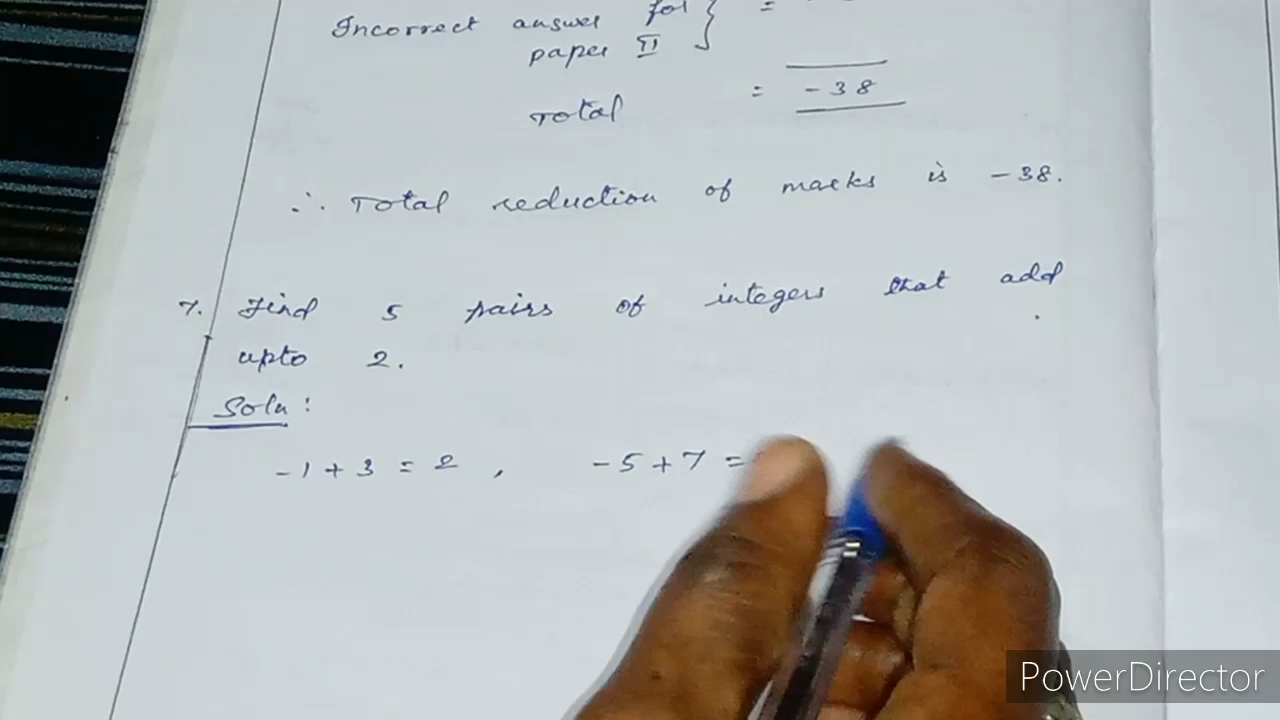 Incorrect answer for } =
paper II
Total = -38
∴ Total reduction of marks is -38.
7. Find 5 pairs of integers that add
upto 2.
Soln:
-1+3 = 2, -5+7 =
PowerDirector